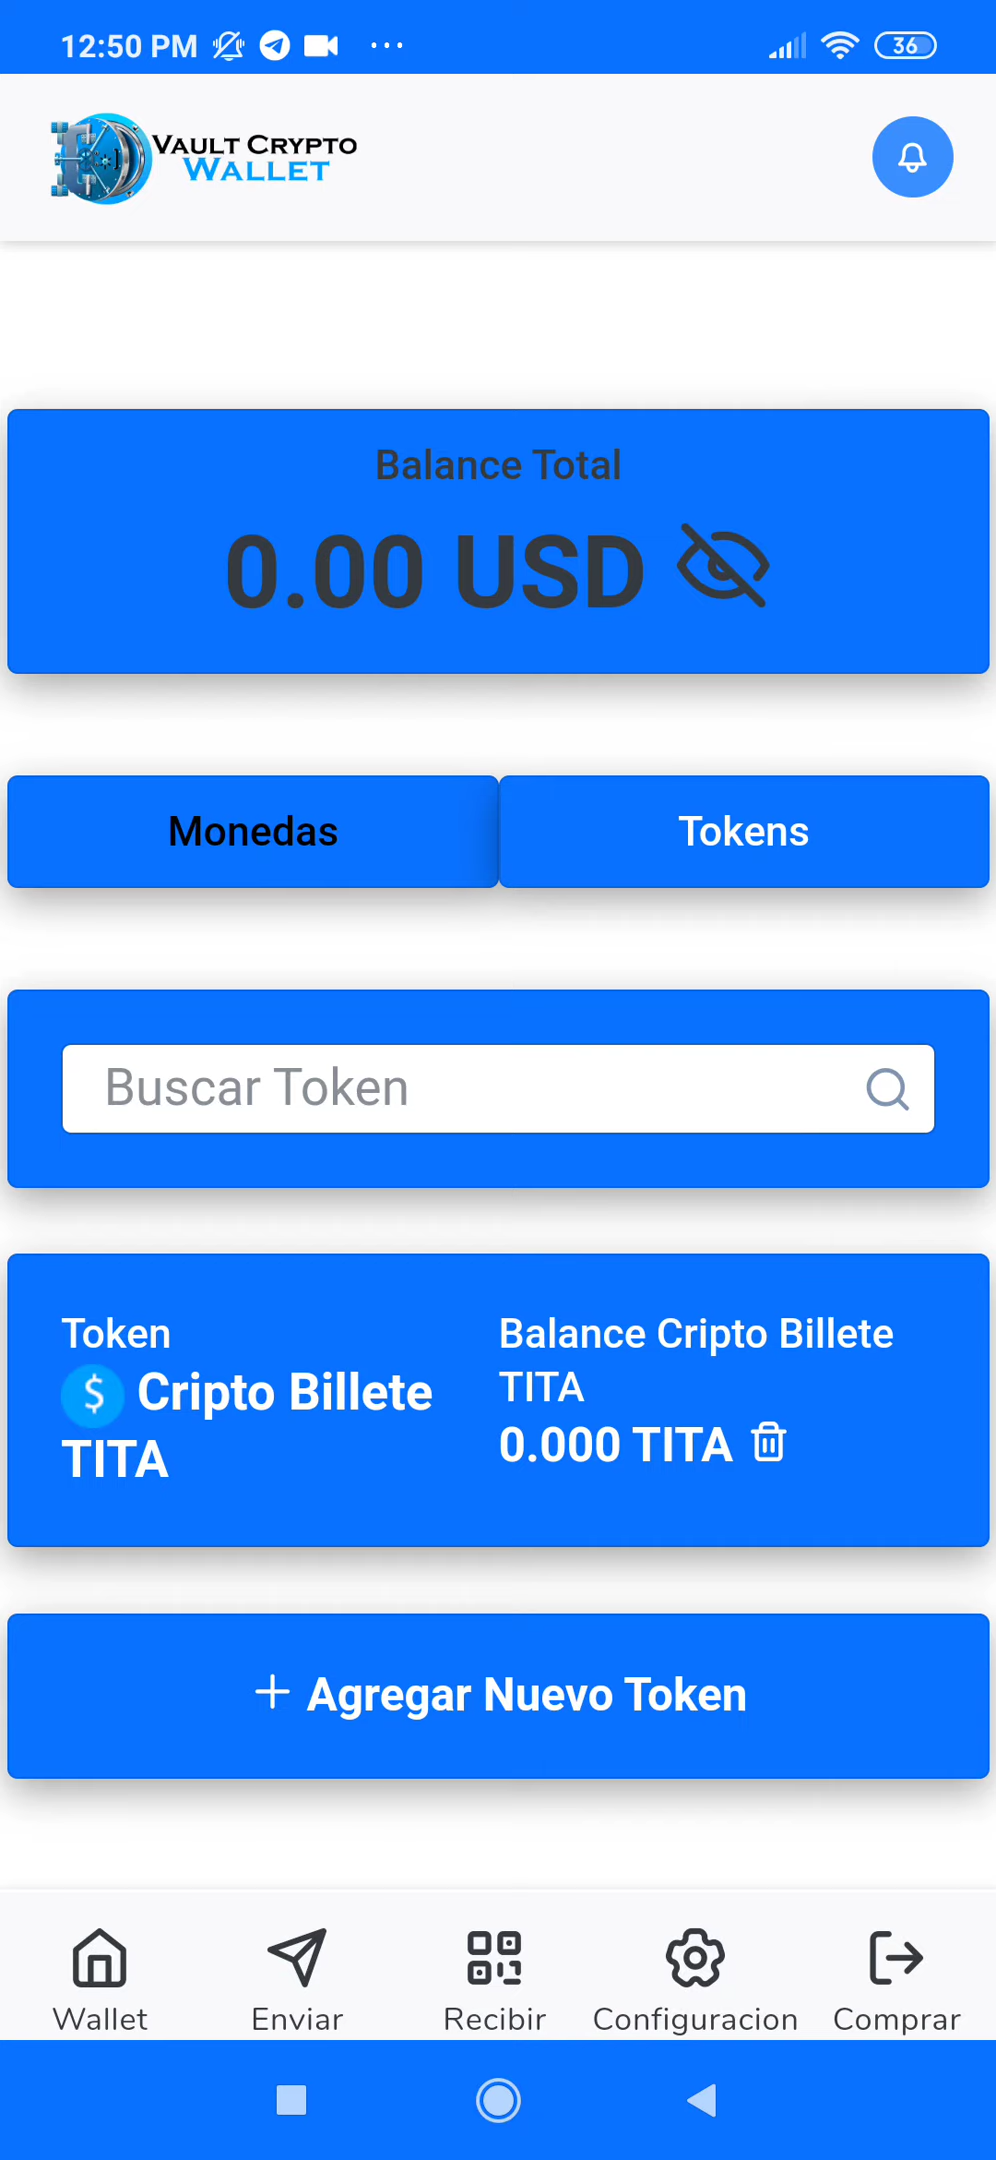 12:50 PM
36
VAULT CRYPTO
WALLET
Balance Total
0.00 USD
Monedas
Tokens
Buscar Token
Token
$ Cripto Billete
TITA
Balance Cripto Billete
TITA
0.000 TITA
+ Agregar Nuevo Token
Wallet
Enviar
Recibir
Configuracion
Comprar